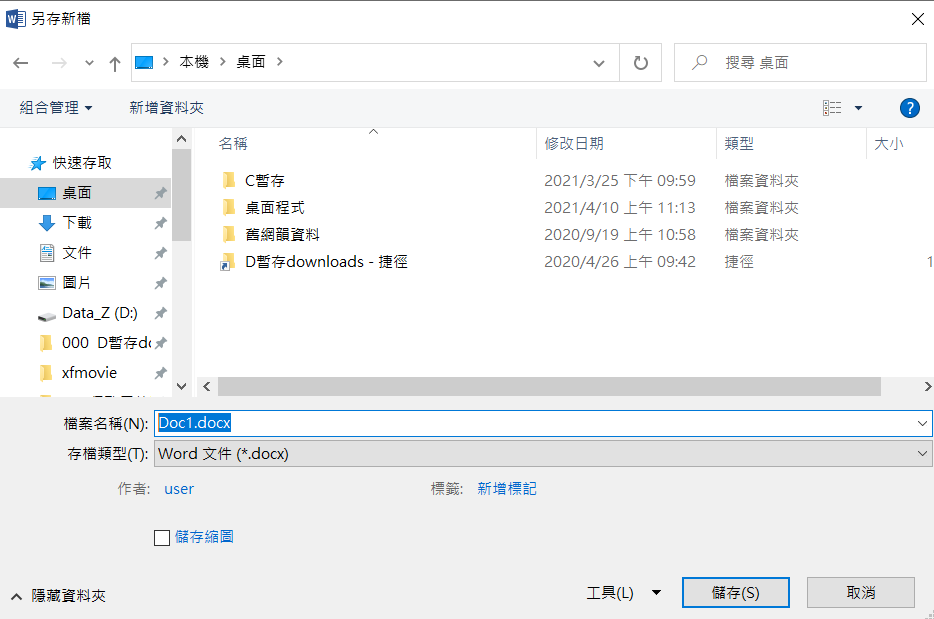 另存新檔
本機 > 桌面 >
搜尋 桌面
組合管理
新增資料夾
?
名稱 修改日期 類型 大小
快速存取
桌面
下載
文件
圖片
Data_Z (D:)
000 D暫存do
xfmovie
C暫存 2021/3/25 下午 09:59 檔案資料夾
桌面程式 2021/4/10 上午 11:13 檔案資料夾
舊網韻資料 2020/9/19 上午 10:58 檔案資料夾
D暫存downloads - 捷徑 2020/4/26 上午 09:42 捷徑 1
檔案名稱(N): Doc1.docx
存檔類型(T): Word 文件 (*.docx)
作者: user 標籤: 新增標記
儲存縮圖
隱藏資料夾
工具(L) 儲存(S) 取消